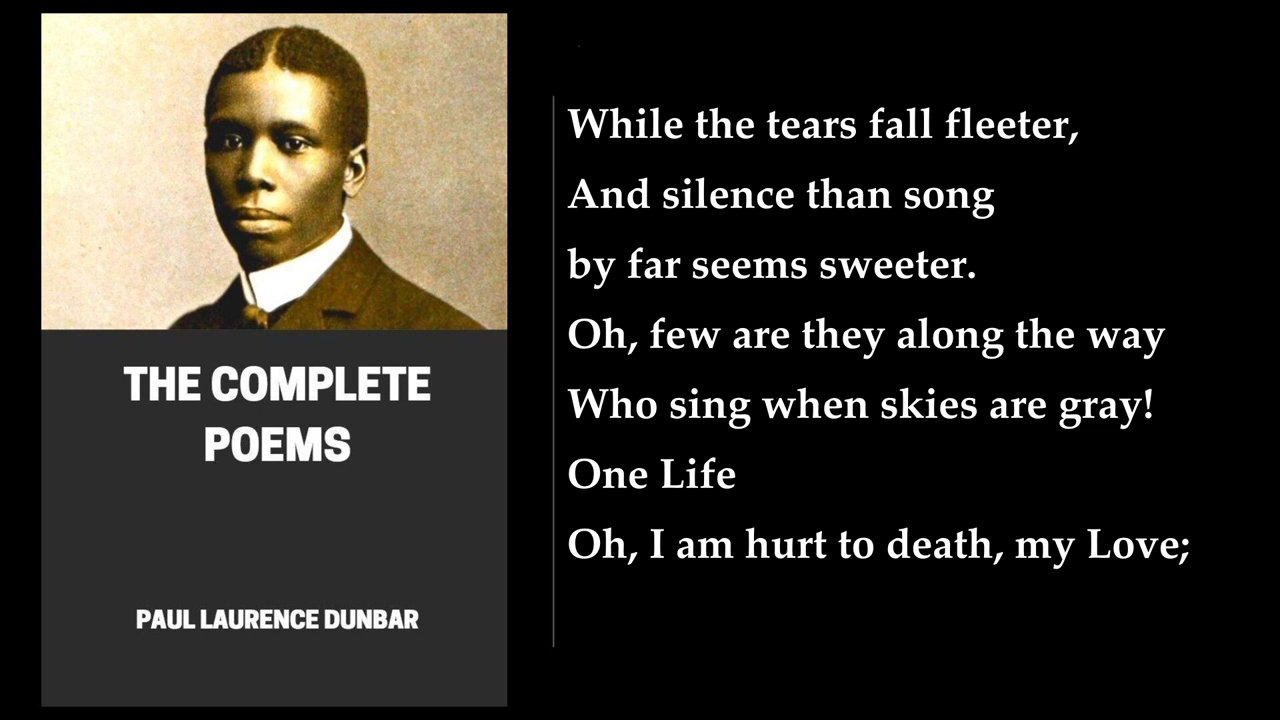 THE COMPLETE
POEMS
PAUL LAURENCE DUNBAR
While the tears fall fleeter,
And silence than song
by far seems sweeter.
Oh, few are they along the way
Who sing when skies are gray!
One Life
Oh, I am hurt to death, my Love;